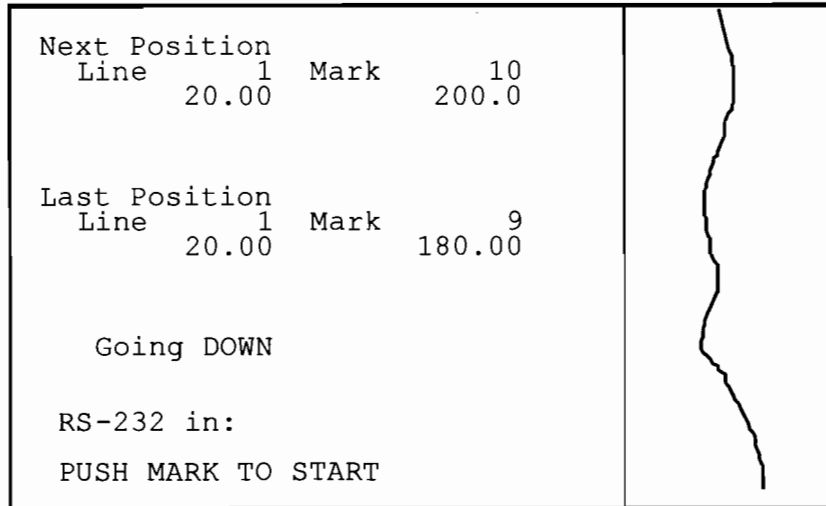 Next Position
Line 1 Mark 10
20.00 200.0
Last Position
Line 1 Mark 9
20.00 180.00
Going DOWN
RS-232 in:
PUSH MARK TO START